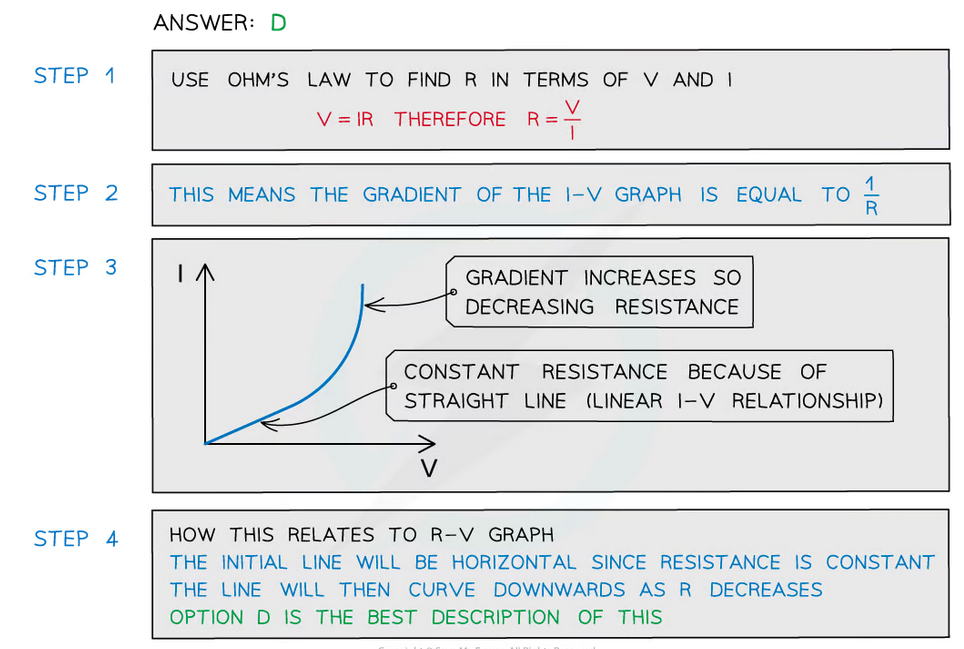 ANSWER: D
STEP 1
USE OHM'S LAW TO FIND R IN TERMS OF V AND I
V = IR THEREFORE R = V/I
STEP 2
THIS MEANS THE GRADIENT OF THE I-V GRAPH IS EQUAL TO 1/R
STEP 3
I
GRADIENT INCREASES SO
DECREASING RESISTANCE
CONSTANT RESISTANCE BECAUSE OF
STRAIGHT LINE (LINEAR I-V RELATIONSHIP)
V
STEP 4
HOW THIS RELATES TO R-V GRAPH
THE INITIAL LINE WILL BE HORIZONTAL SINCE RESISTANCE IS CONSTANT
THE LINE WILL THEN CURVE DOWNWARDS AS R DECREASES
OPTION D IS THE BEST DESCRIPTION OF THIS